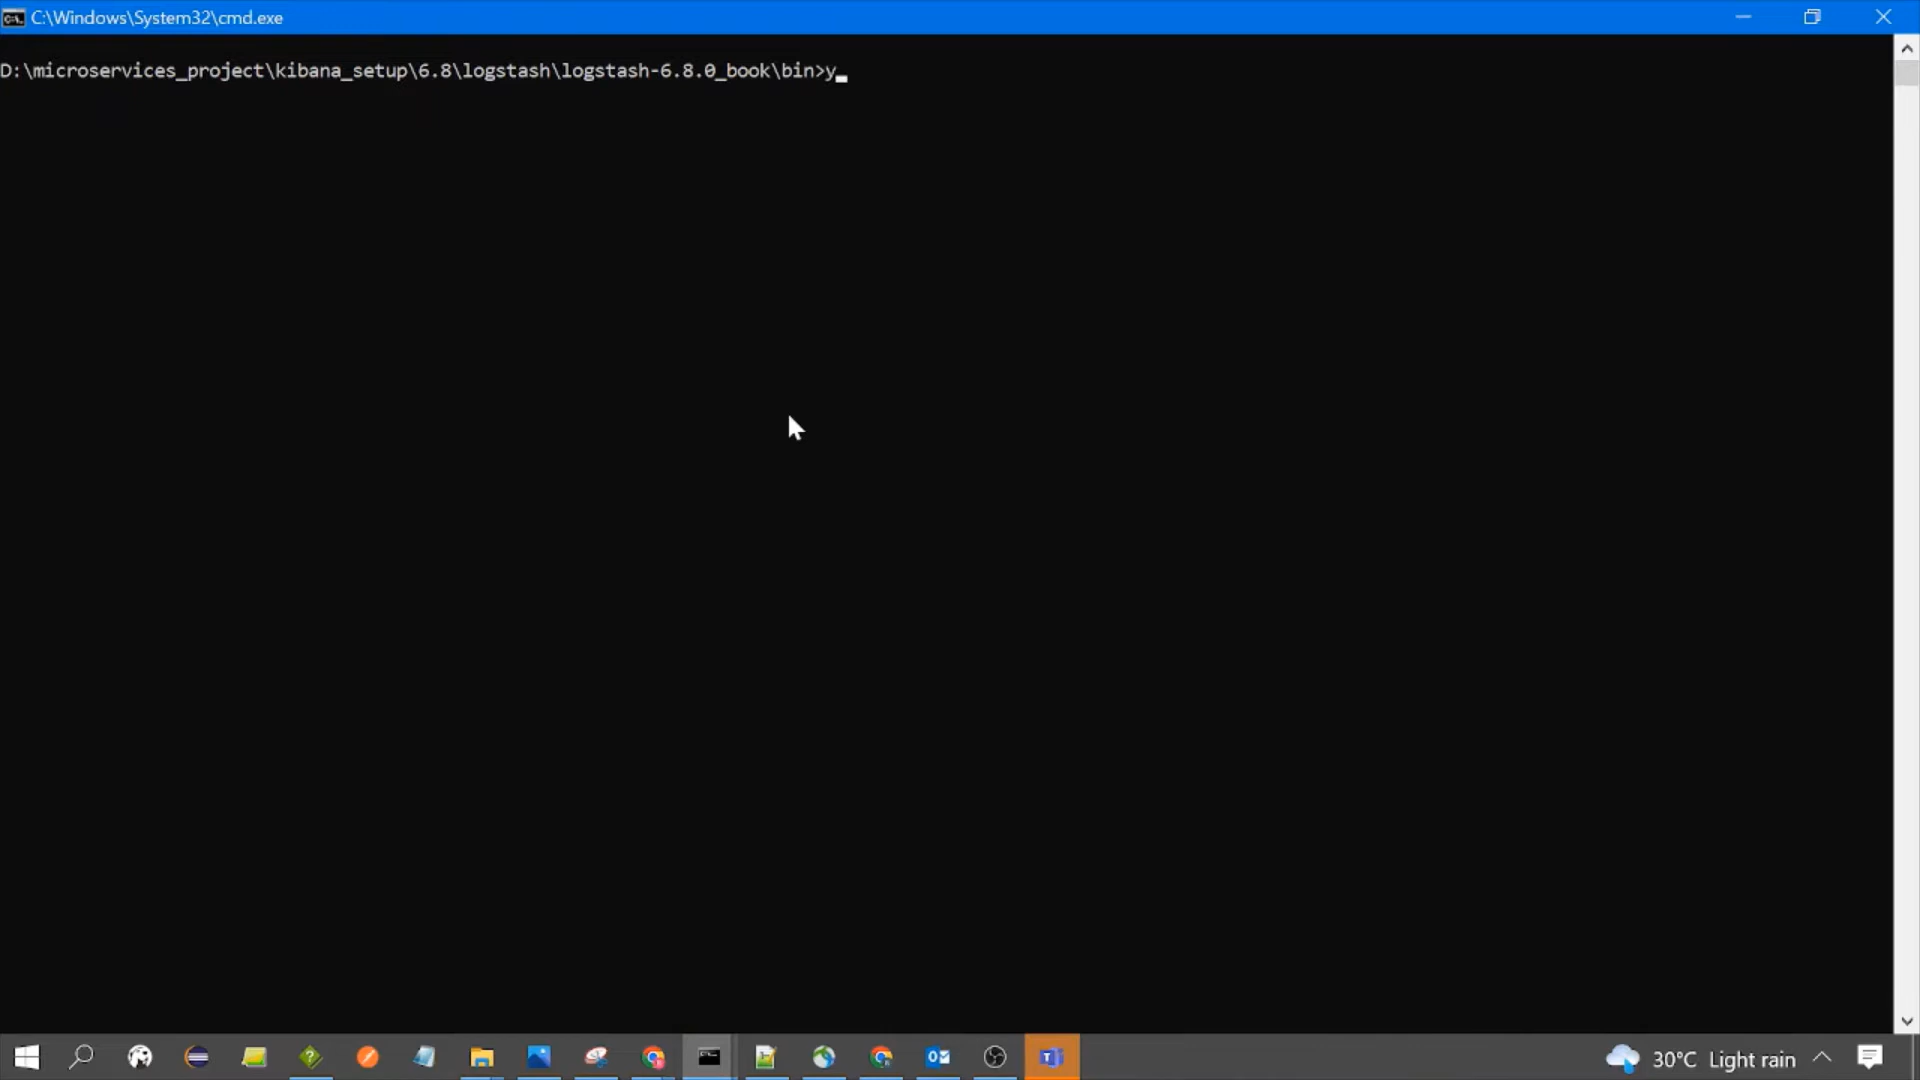 C:\Windows\System32\cmd.exe
D:\microservices_project\kibana_setup\6.8\logstash\logstash-6.8.0_book\bin>y
30°C Light rain